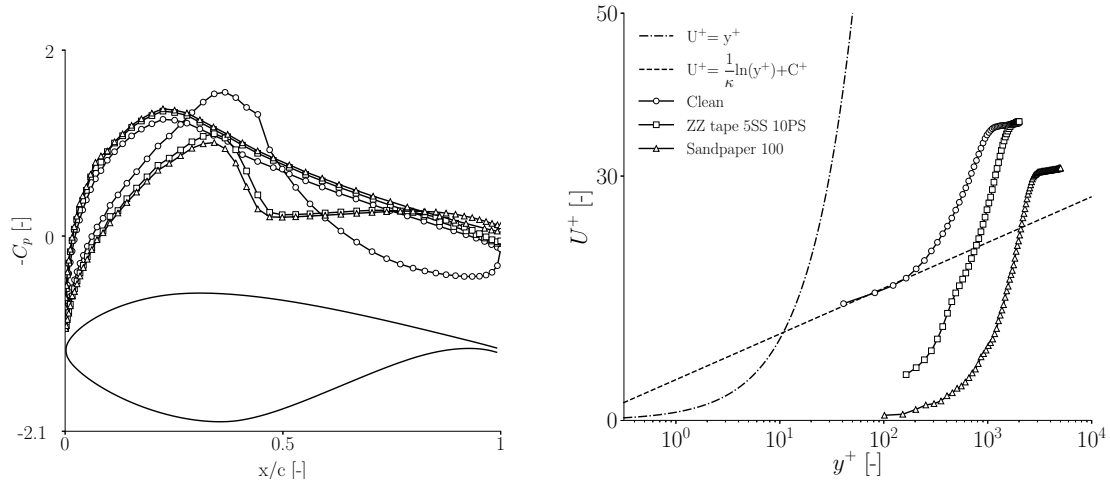 2
0
-2.1
0
0.5
1
-C_p [-]
x/c [-]
50
30
0
10^0
10^1
10^2
10^3
10^4
U^+ [-]
y^+ [-]
U^+= y^+
U^+= 1/κ ln(y^+)+C^+
Clean
ZZ tape 5SS 10PS
Sandpaper 100